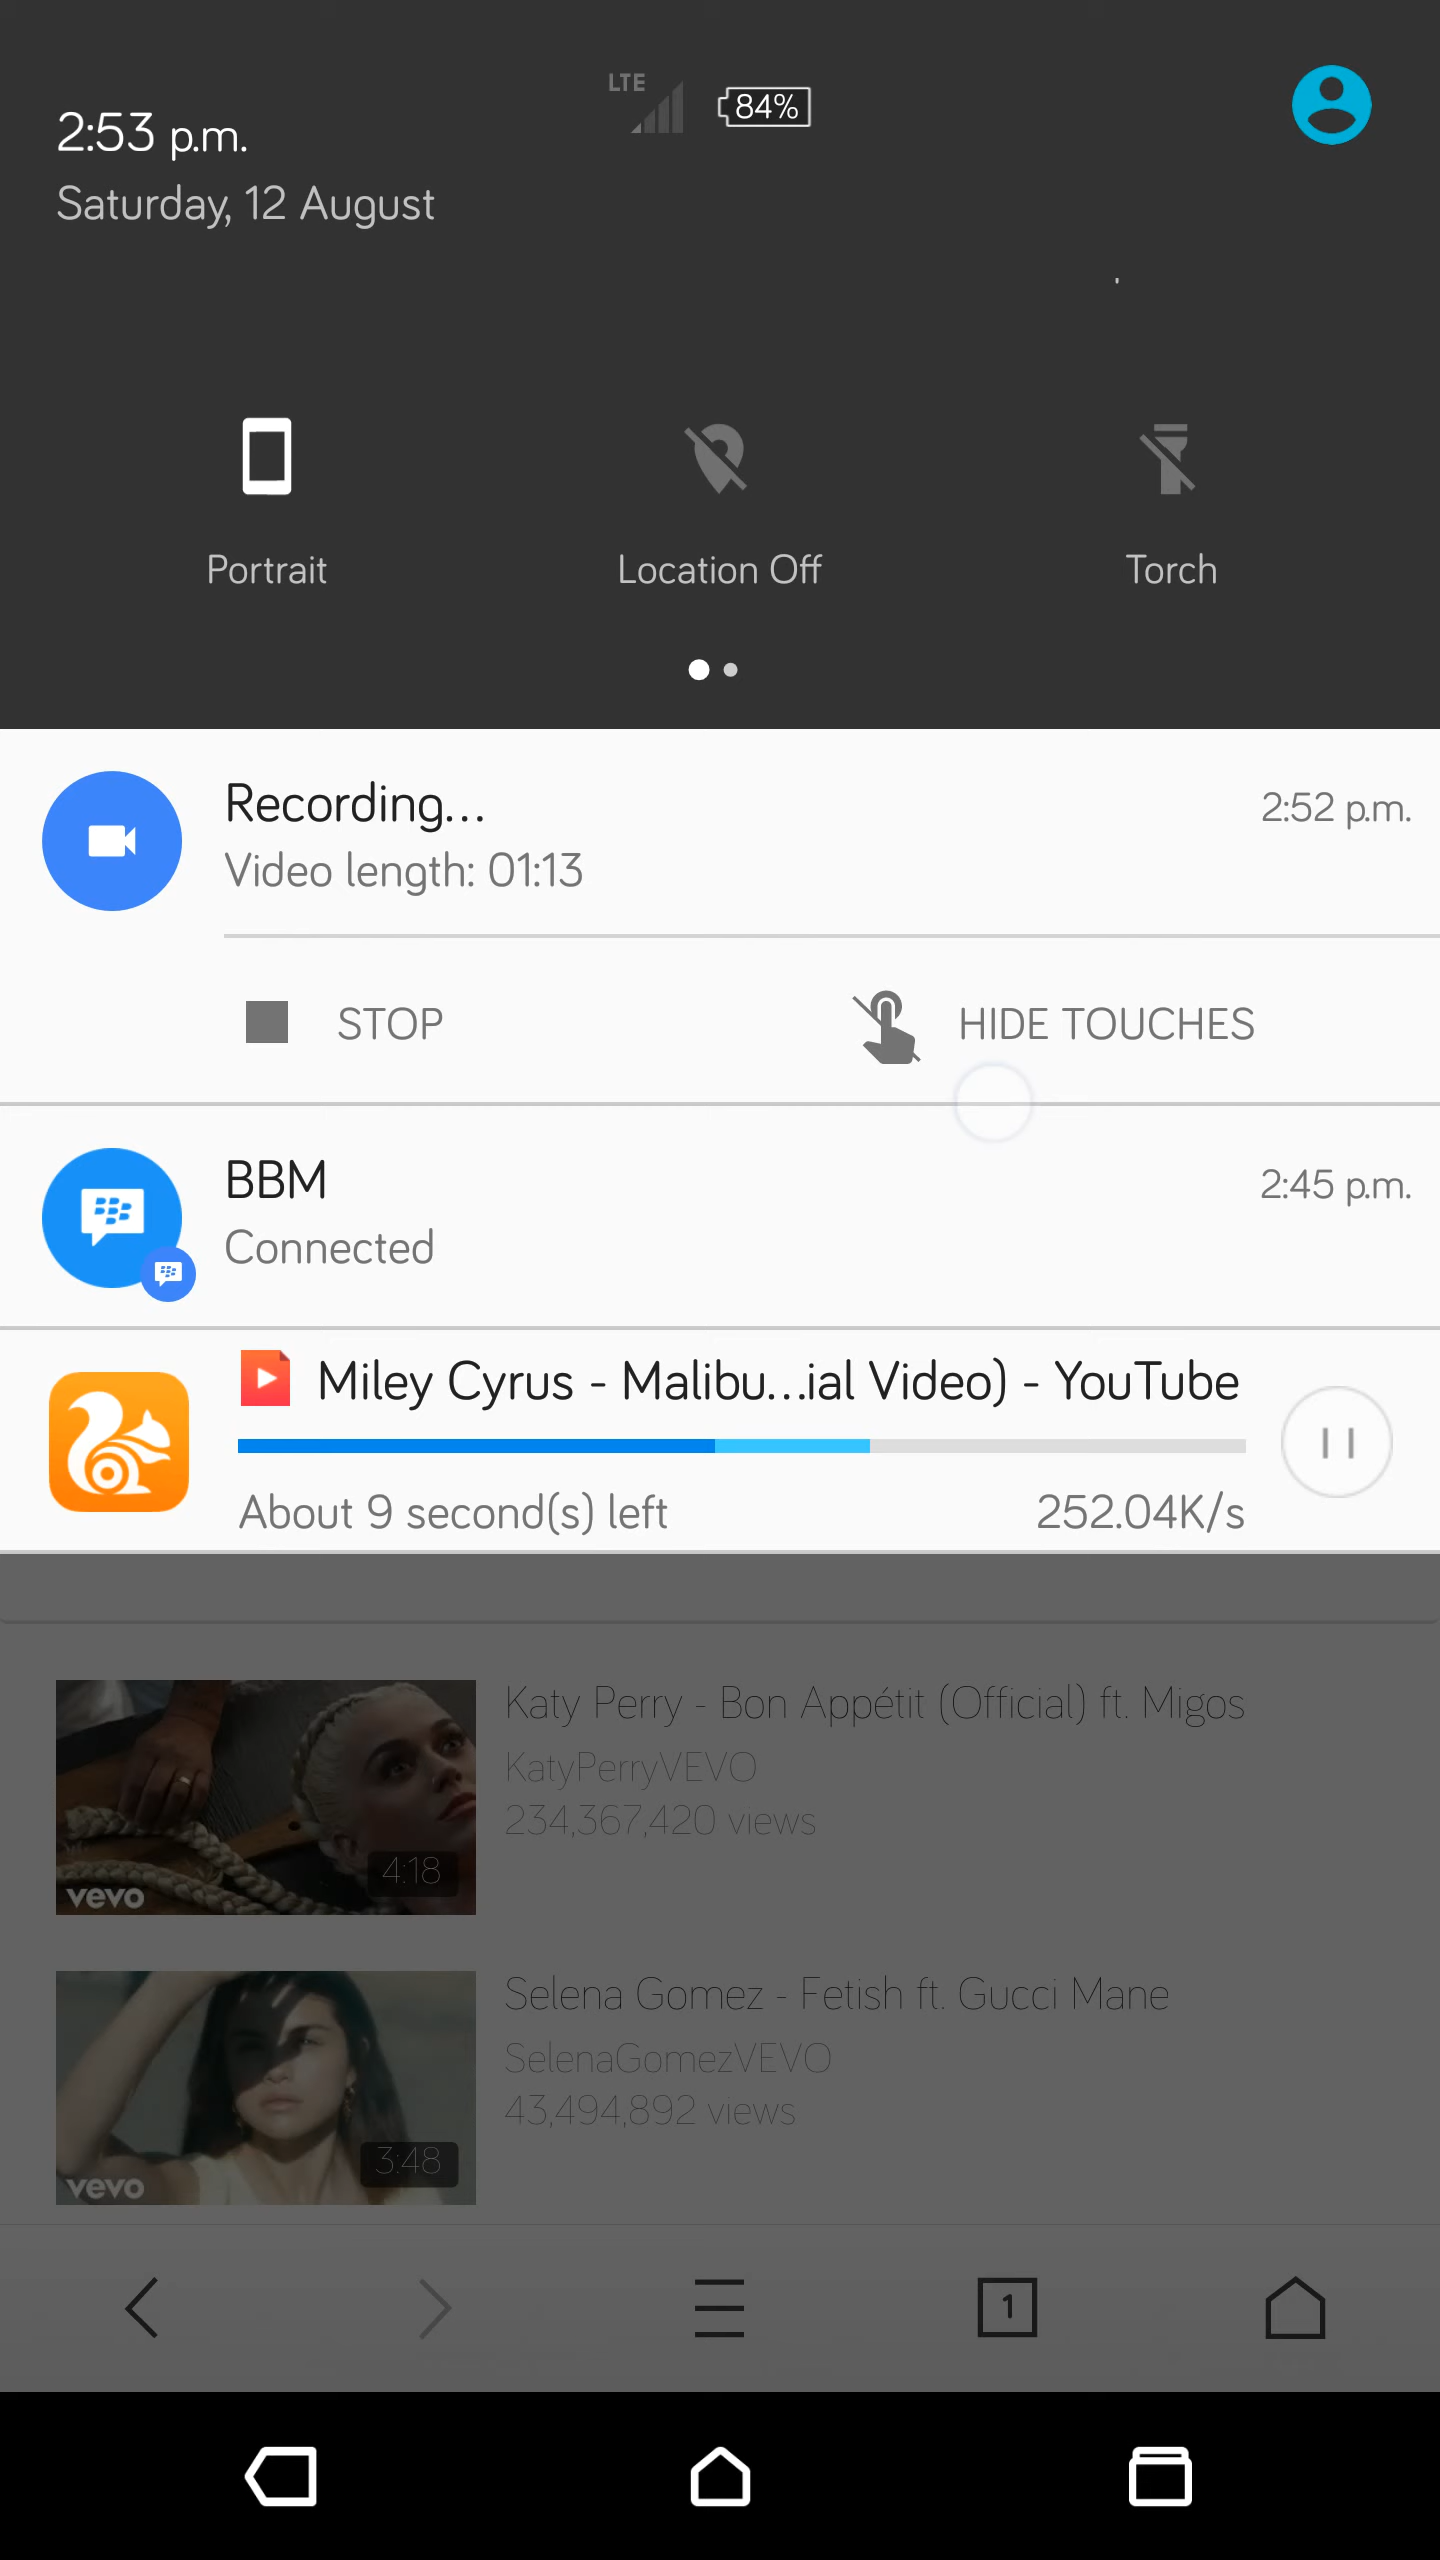 LTE
84%
2:53 p.m.
Saturday, 12 August
Portrait
Location Off
Torch
Recording...
2:52 p.m.
Video length: 01:13
STOP
HIDE TOUCHES
BBM
2:45 p.m.
Connected
Miley Cyrus - Malibu...ial Video) - YouTube
About 9 second(s) left
252.04K/s
Katy Perry - Bon Appétit (Official) ft. Migos
KatyPerryVEVO
234,367,420 views
4:18
vevo
Selena Gomez - Fetish ft. Gucci Mane
SelenaGomezVEVO
43,494,892 views
3:48
vevo
1